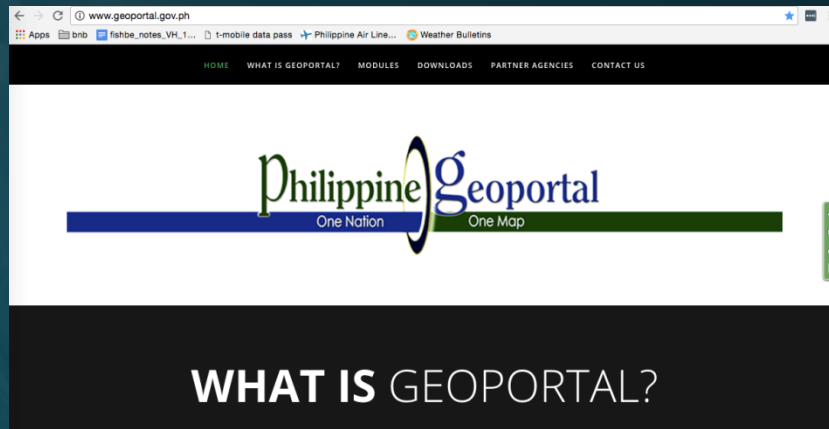 www.geoportal.gov.ph
Apps bnb fishbe_notes_VH_1... t-mobile data pass Philippine Air Line... Weather Bulletins
HOME WHAT IS GEOPORTAL? MODULES DOWNLOADS PARTNER AGENCIES CONTACT US
Philippine geoportal
One Nation One Map
WHAT IS GEOPORTAL?